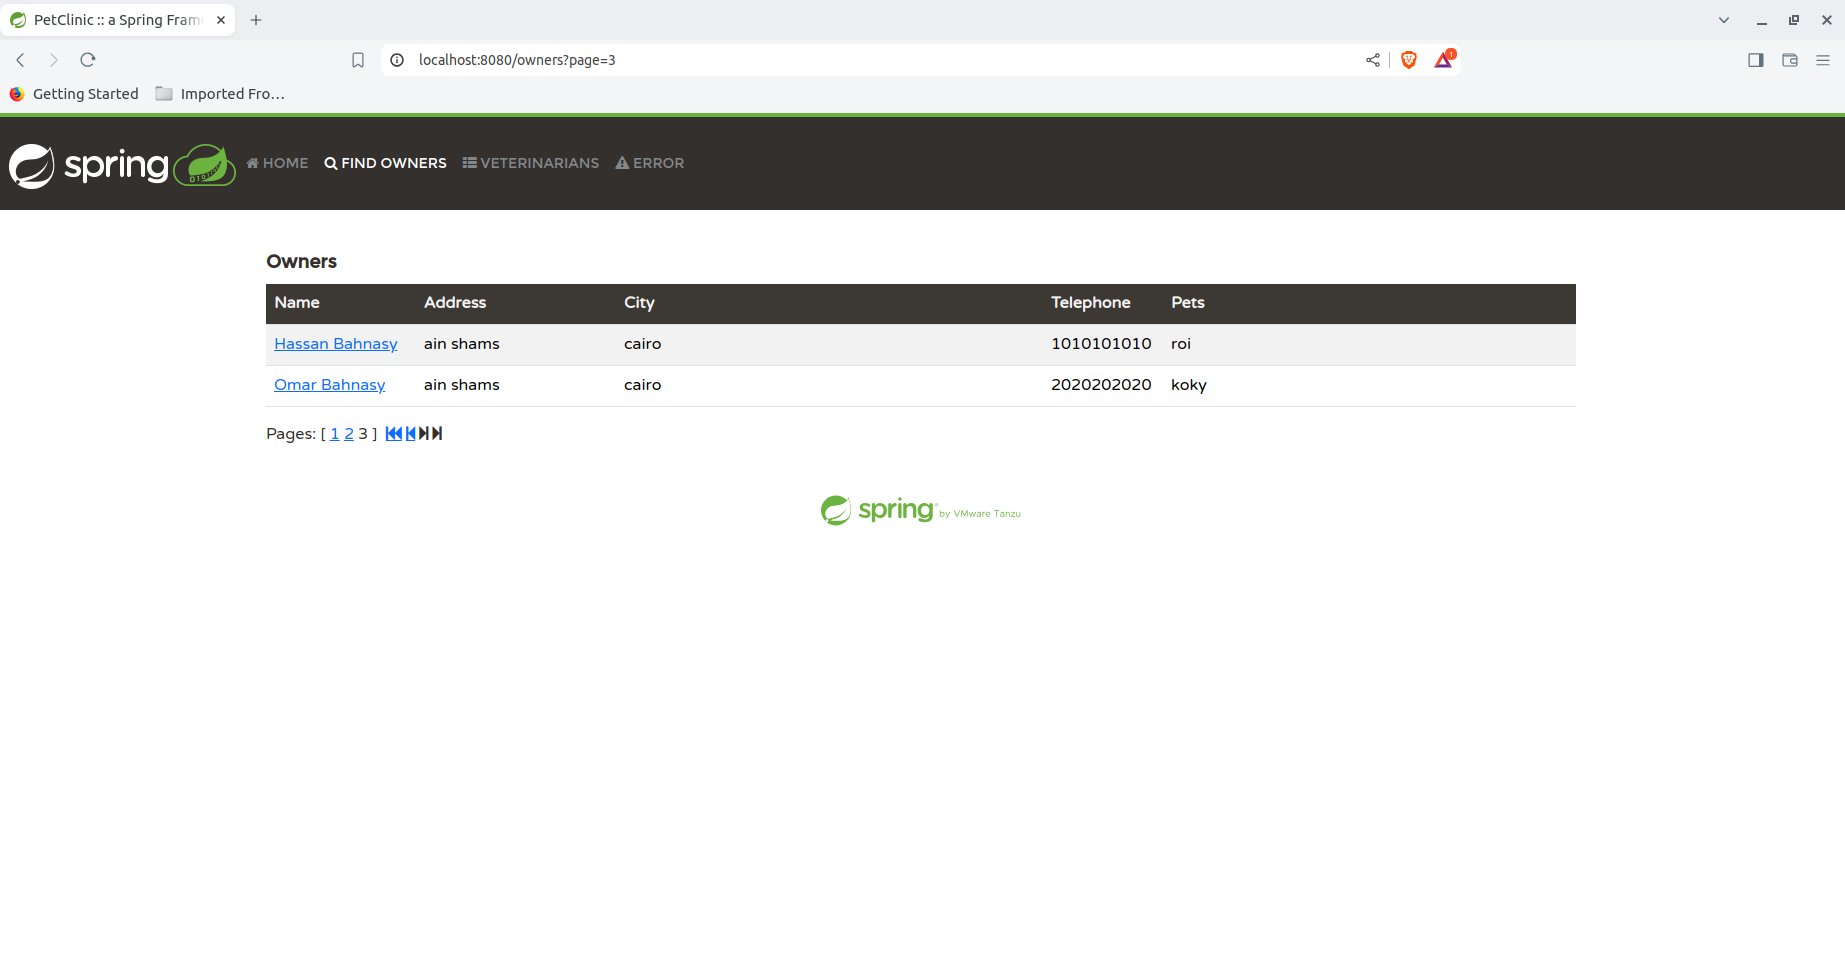 PetClinic :: a Spring Fram
localhost:8080/owners?page=3
1
Getting Started Imported Fro...
spring HOME FIND OWNERS VETERINARIANS ERROR
Owners
Name Address City Telephone Pets
Hassan Bahnasy ain shams cairo 1010101010 roi
Omar Bahnasy ain shams cairo 2020202020 koky
Pages: [ 1 2 3 ]
spring by VMware Tanzu